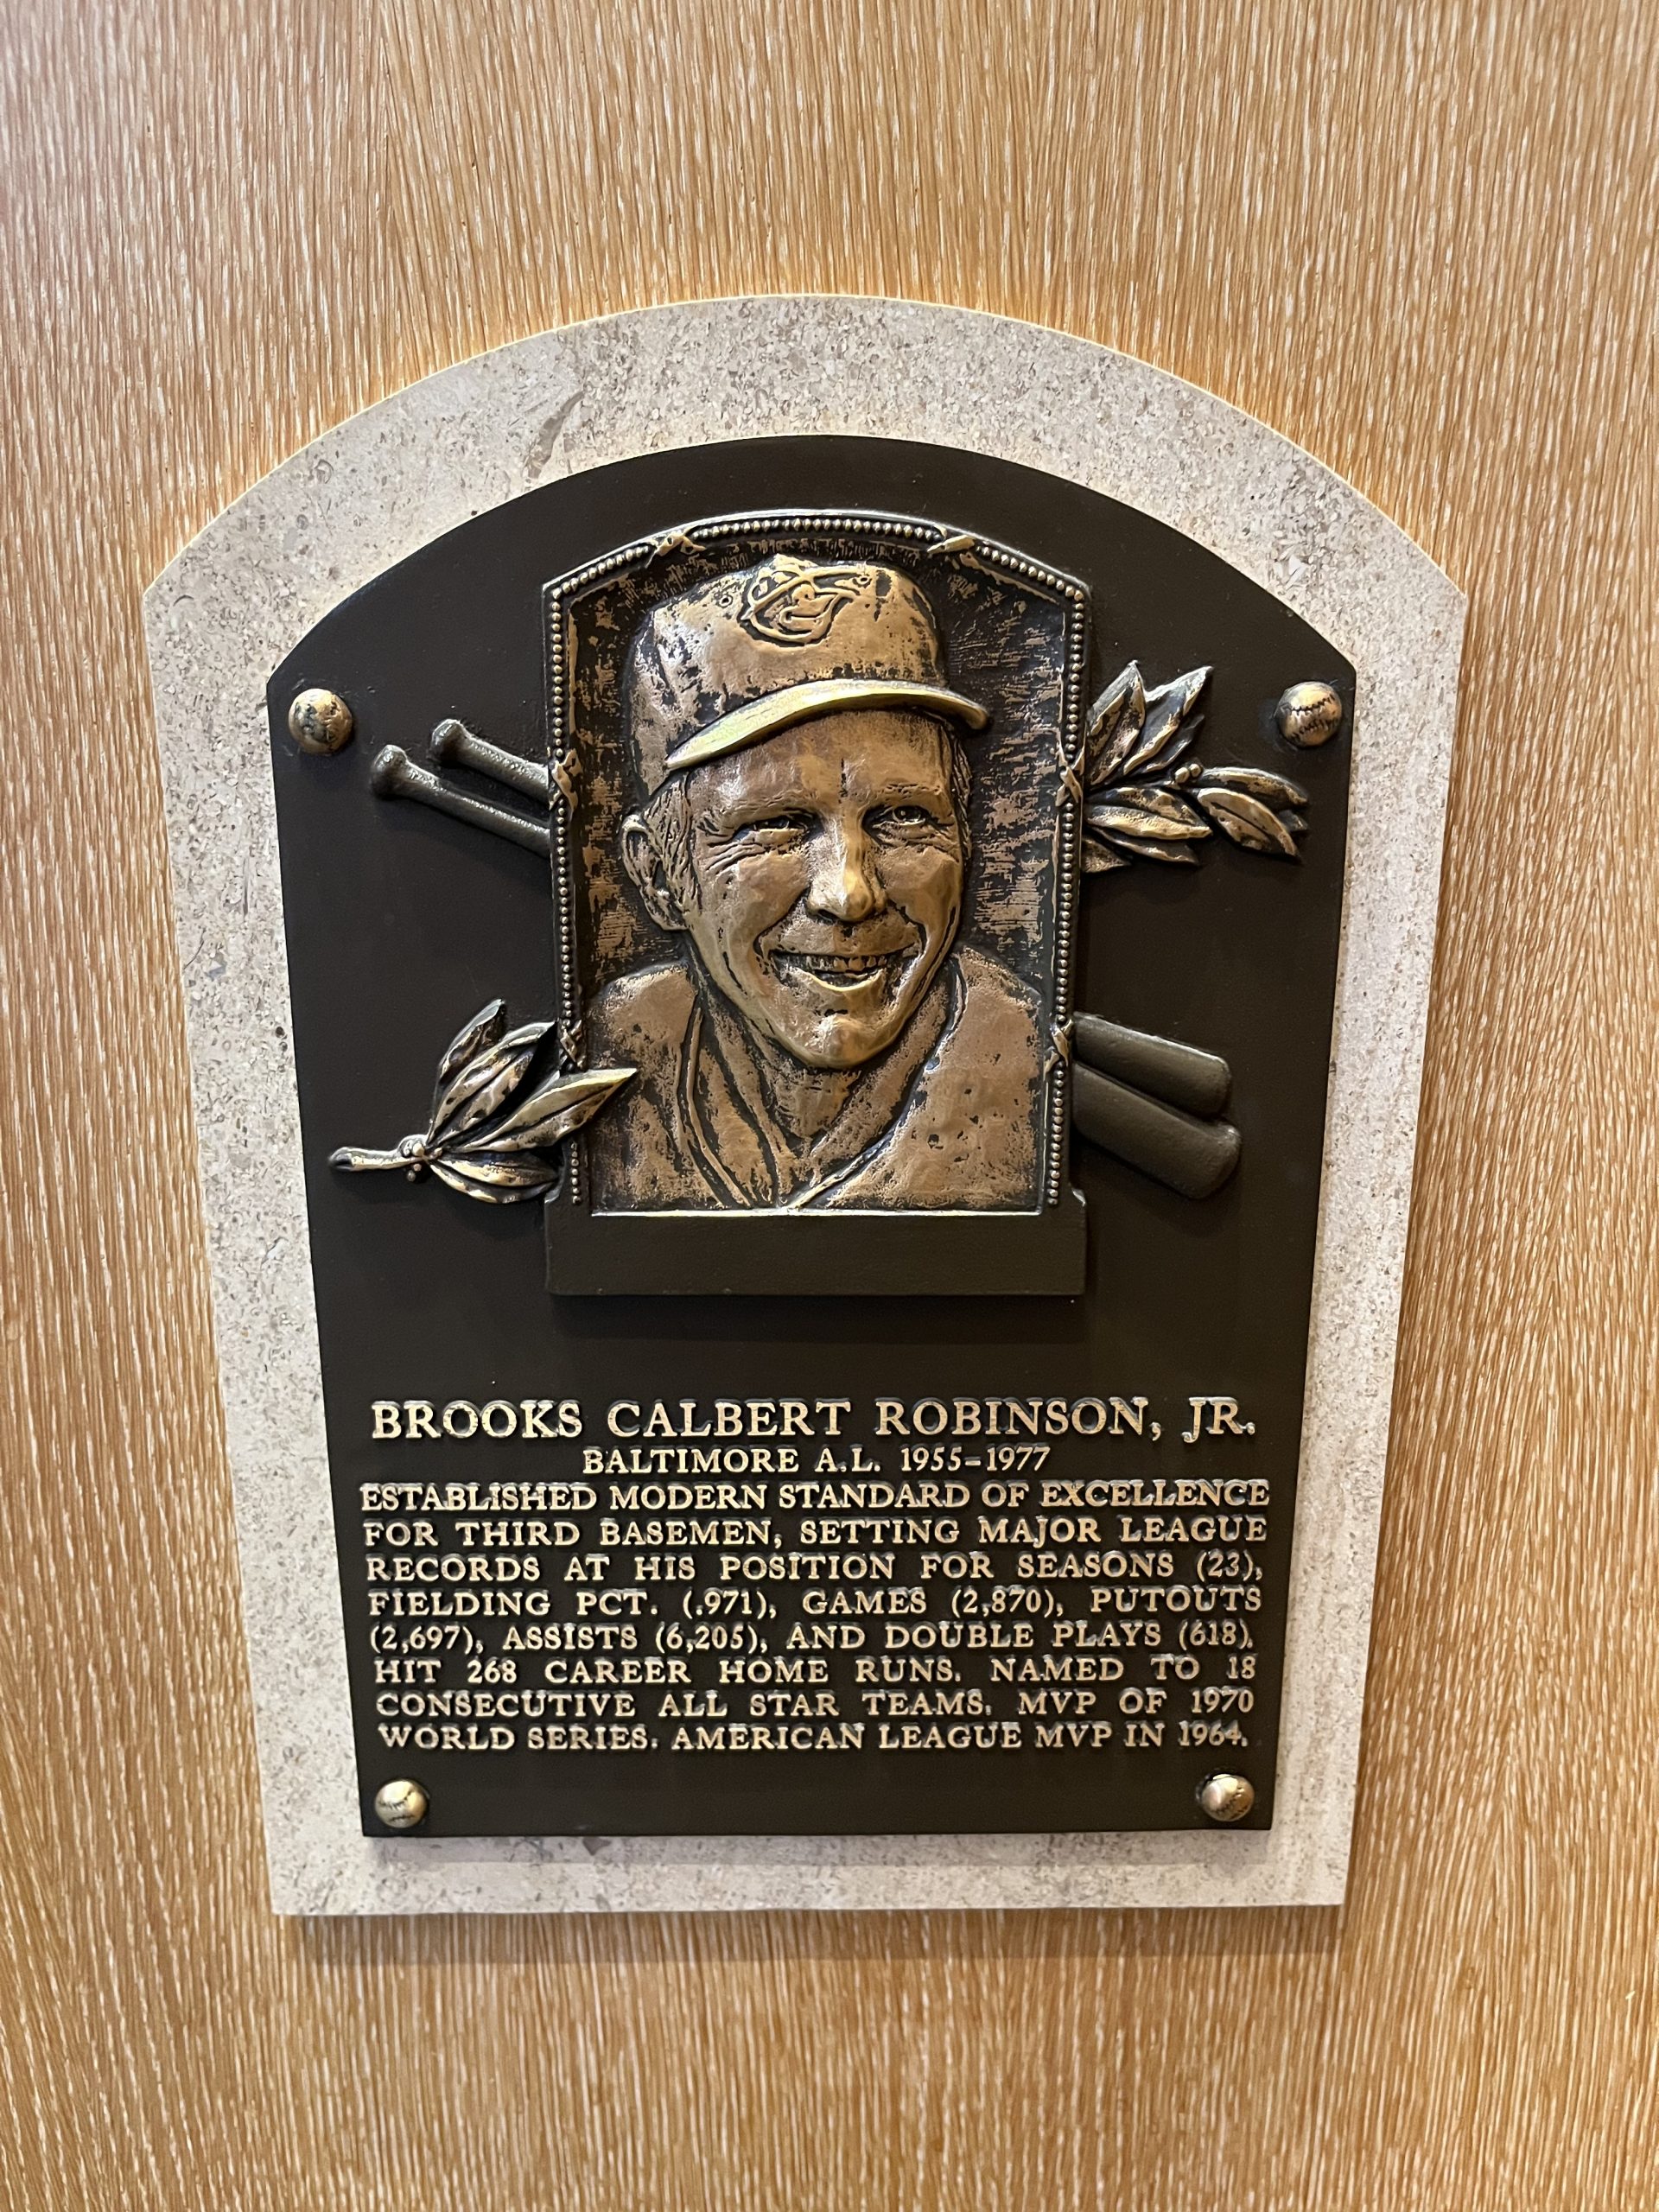 BROOKS CALBERT ROBINSON, JR.
BALTIMORE A.L. 1955-1977
ESTABLISHED MODERN STANDARD OF EXCELLENCE
FOR THIRD BASEMEN, SETTING MAJOR LEAGUE
RECORDS AT HIS POSITION FOR SEASONS (23),
FIELDING PCT. (.971), GAMES (2,870), PUTOUTS
(2,697), ASSISTS (6,205), AND DOUBLE PLAYS (618).
HIT 268 CAREER HOME RUNS. NAMED TO 18
CONSECUTIVE ALL STAR TEAMS. MVP OF 1970
WORLD SERIES. AMERICAN LEAGUE MVP IN 1964.